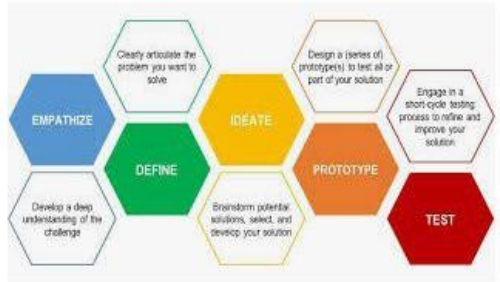 EMPATHIZE
Develop a deep
understanding of the
challenge
Clearly articulate the
problem you want to
solve
DEFINE
IDEATE
Brainstorm potential
solutions, select, and
develop your solution
Design a (series of)
prototype(s) to test all or
part of your solution
PROTOTYPE
Engage in a
short-cycle testing
process to refine and
improve your
solution
TEST